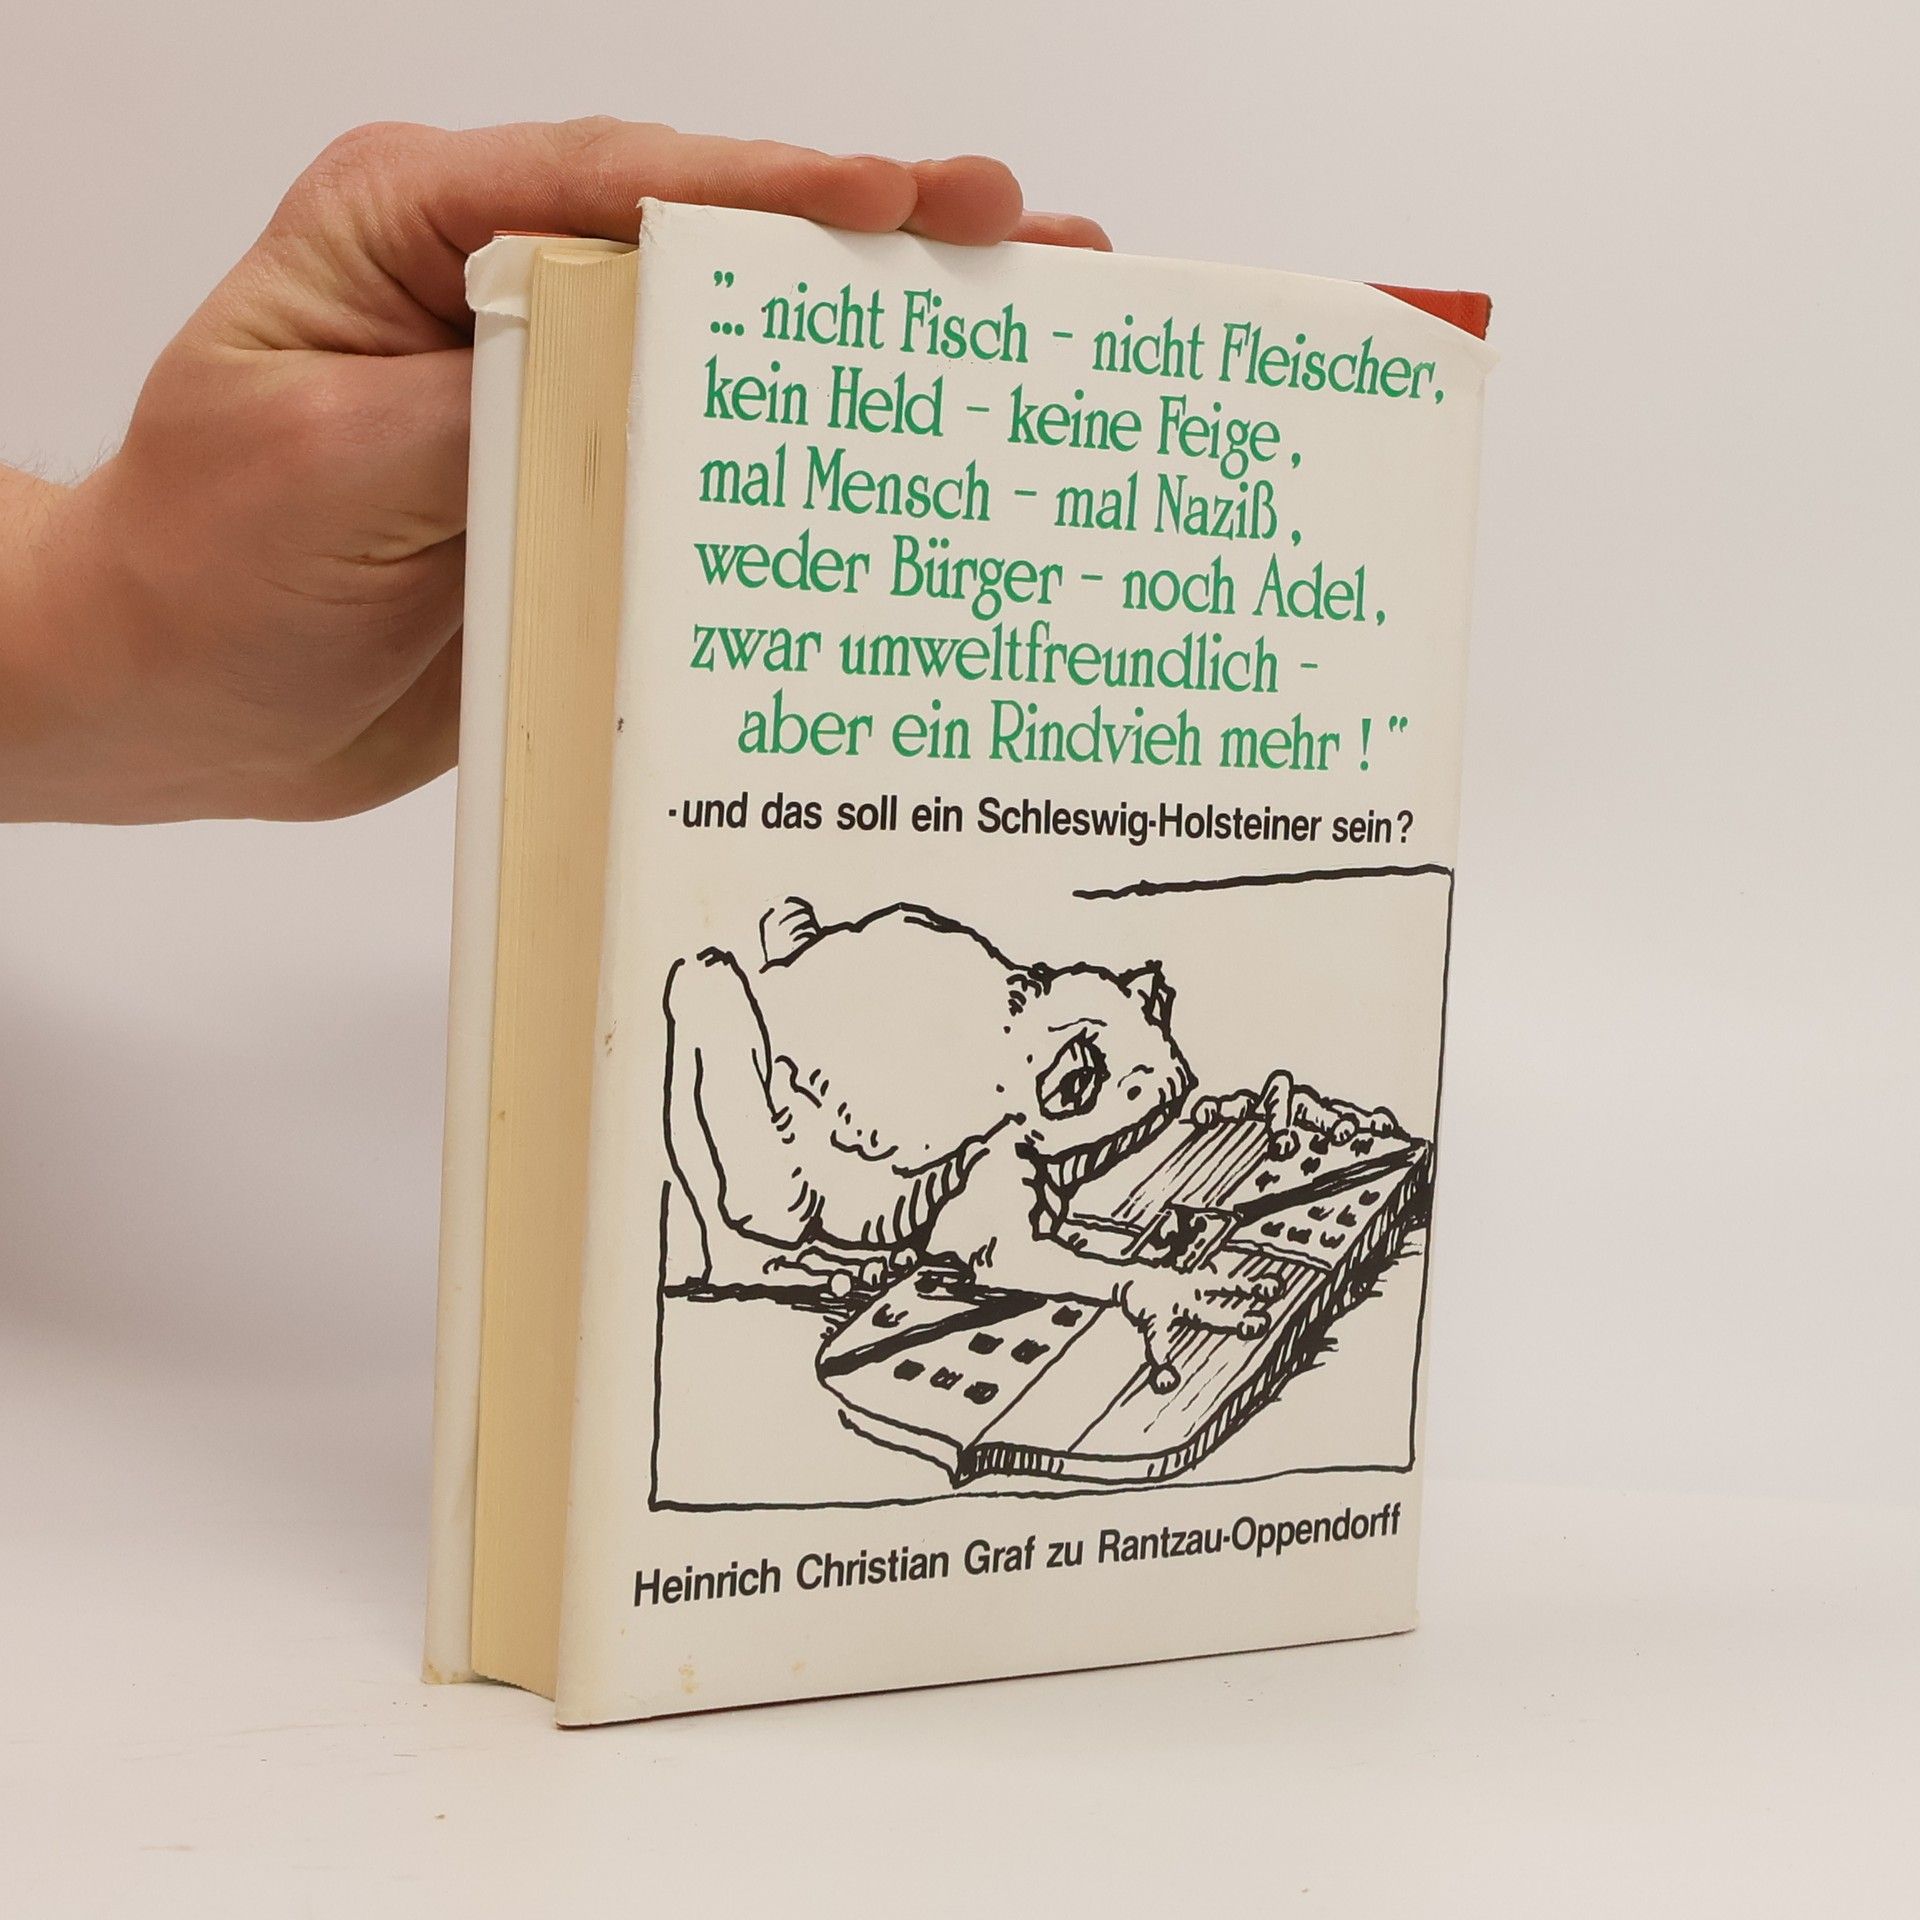 „... nicht Fisch - nicht Fleischer,
kein Held - keine Feige,
mal Mensch - mal Naziß,
weder Bürger - noch Adel,
zwar umweltfreundlich -
aber ein Rindvieh mehr!"
-und das soll ein Schleswig-Holsteiner sein?
Heinrich Christian Graf zu Rantzau-Oppendorff